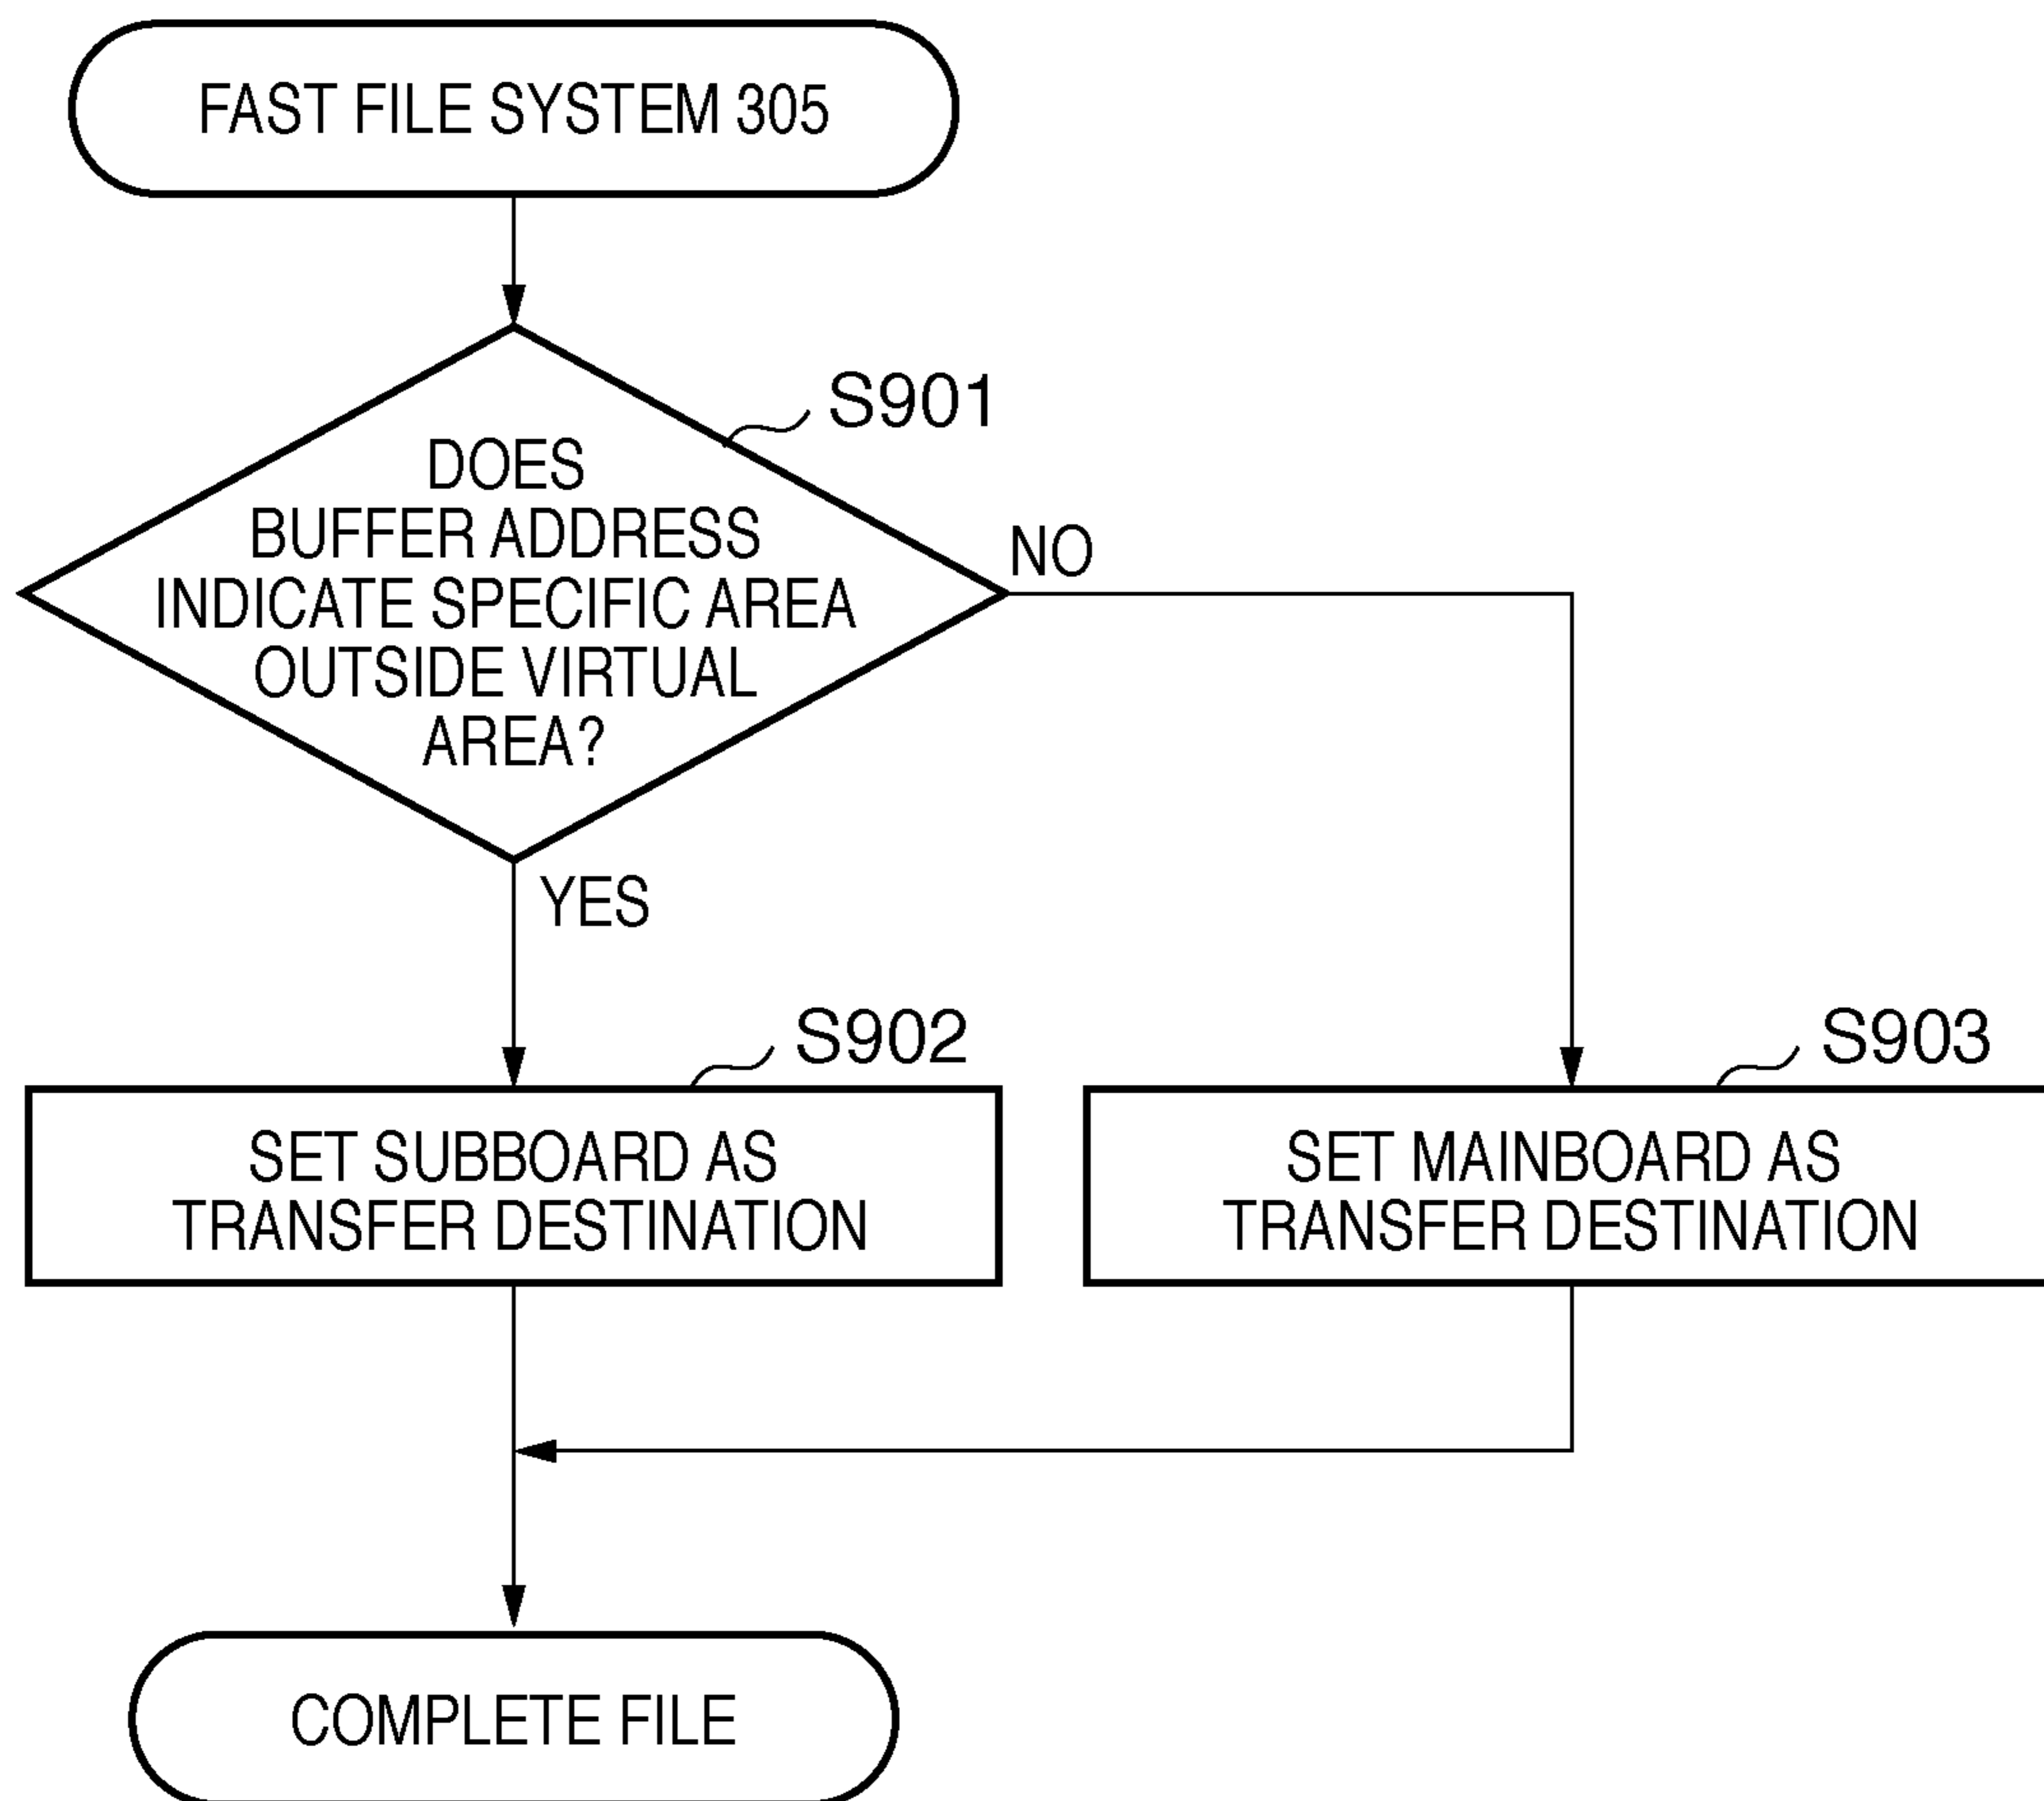 FAST FILE SYSTEM 305
S901
DOES
BUFFER ADDRESS
INDICATE SPECIFIC AREA
OUTSIDE VIRTUAL
AREA?
NO
YES
S902
SET SUBBOARD AS
TRANSFER DESTINATION
S903
SET MAINBOARD AS
TRANSFER DESTINATION
COMPLETE FILE